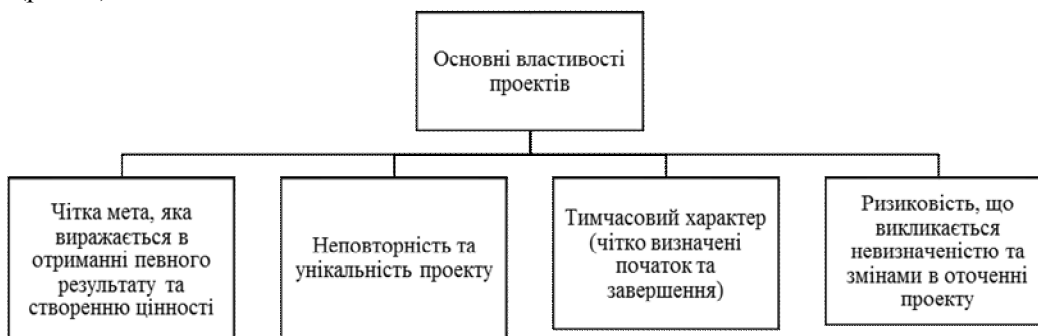 Основні властивості
проектів
Чітка мета, яка
виражається в
отриманні певного
результату та
створенню цінності
Неповторність та
унікальність проекту
Тимчасовий характер
(чітко визначені
початок та
завершення)
Ризиковість, що
викликається
невизначеністю та
змінами в оточенні
проекту